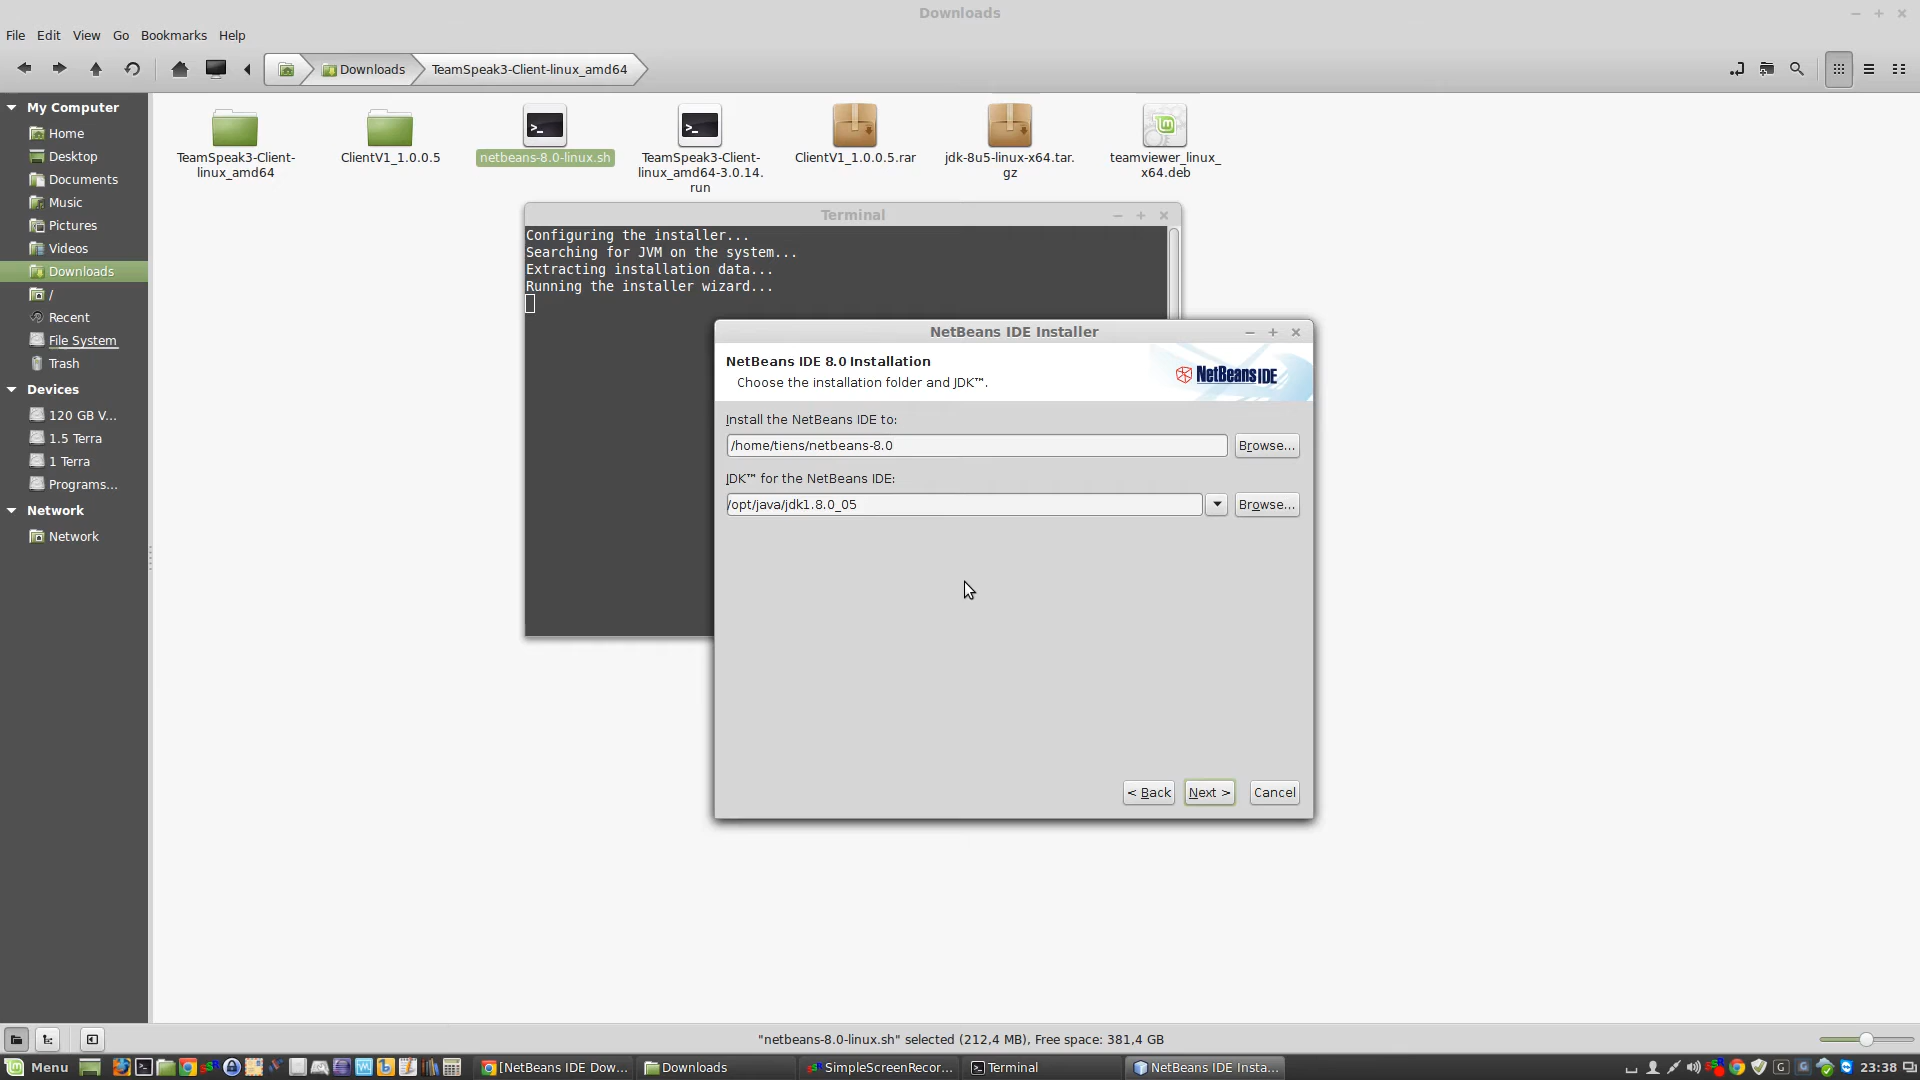 Downloads
File Edit View Go Bookmarks Help
Downloads TeamSpeak3-Client-linux_amd64
My Computer
Home
Desktop
Documents
Music
Pictures
Videos
Downloads
/
Recent
File System
Trash
Devices
120 GB V...
1.5 Terra
1 Terra
Programs...
Network
Network
TeamSpeak3-Client-
linux_amd64
ClientV1_1.0.0.5
netbeans-8.0-linux.sh
TeamSpeak3-Client-
linux_amd64-3.0.14.
run
ClientV1_1.0.0.5.rar
jdk-8u5-linux-x64.tar.
gz
teamviewer_linux_
x64.deb
Terminal
Configuring the installer...
Searching for JVM on the system...
Extracting installation data...
Running the installer wizard...
NetBeans IDE Installer
NetBeans IDE 8.0 Installation
Choose the installation folder and JDK™.
NetBeans IDE
Install the NetBeans IDE to:
/home/tiens/netbeans-8.0
Browse...
JDK™ for the NetBeans IDE:
/opt/java/jdk1.8.0_05
Browse...
< Back Next > Cancel
"netbeans-8.0-linux.sh" selected (212,4 MB), Free space: 381,4 GB
Menu [NetBeans IDE Dow... Downloads SimpleScreenRecor... Terminal NetBeans IDE Insta... 23:38